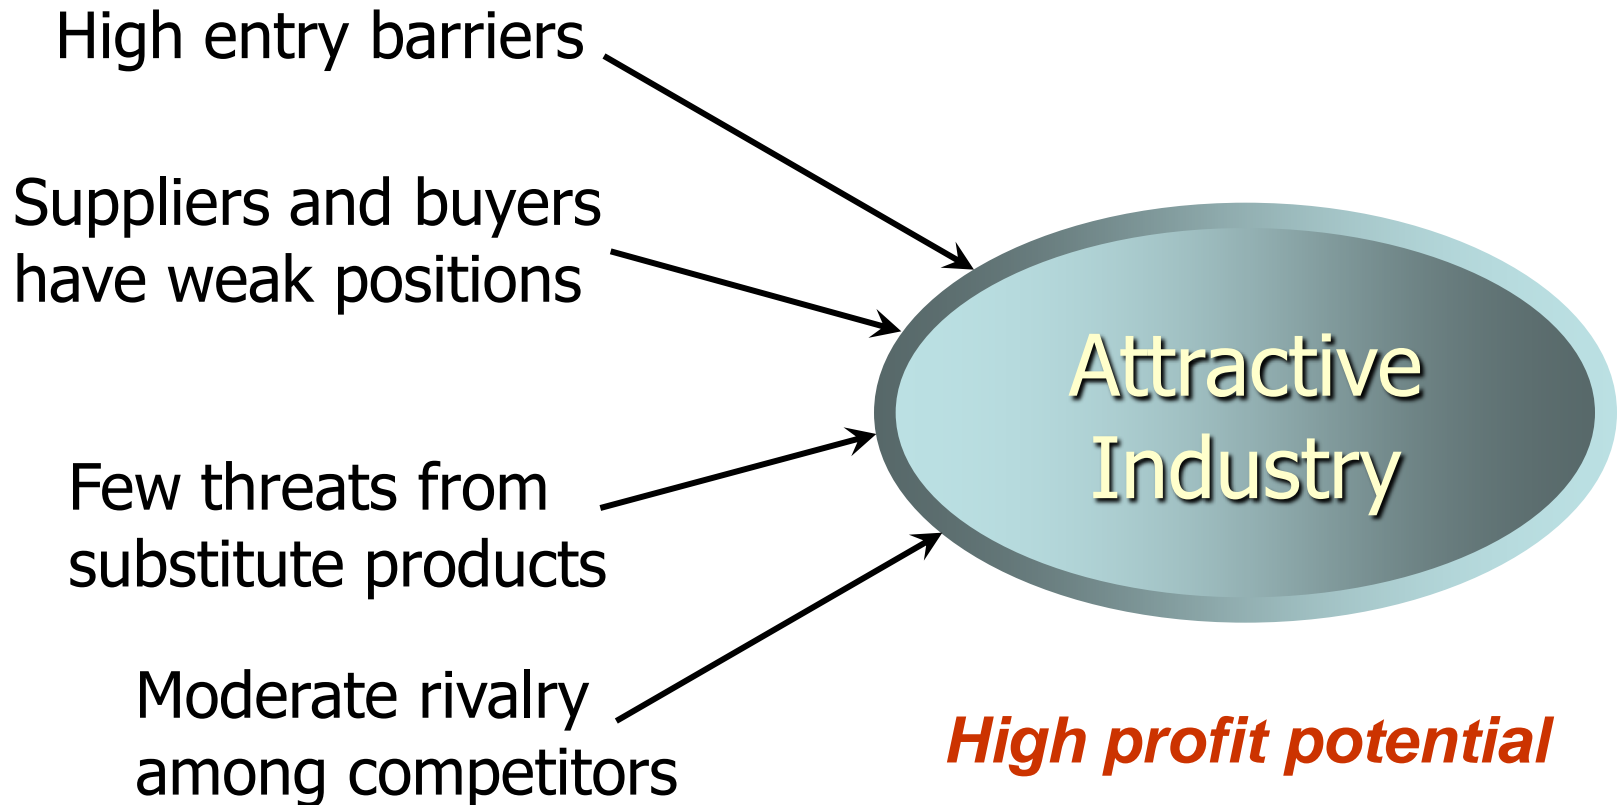 High entry barriers
Suppliers and buyers
have weak positions
Few threats from
substitute products
Moderate rivalry
among competitors
Attractive
Industry
High profit potential